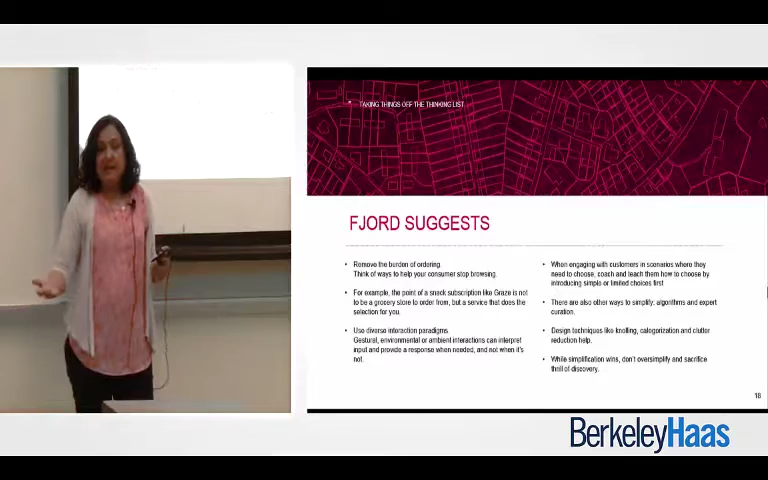 TAKING THINGS OFF THE THINKING LIST
FJORD SUGGESTS
• Remove the burden of ordering.
Think of ways to help your consumer stop browsing.
• For example, the point of a snack subscription like Graze is not
to be a grocery store to order from, but a service that does the
selection for you.
• Use diverse interaction paradigms.
Gestural, environmental or ambient interactions can interpret
input and provide a response when needed, and not when it's
not.
• When engaging with customers in scenarios where they
need to choose, coach and teach them how to choose by
introducing simple or limited choices first
• There are also other ways to simplify, algorithms and expert
curation.
• Design techniques like knolling, categorization and clutter
reduction help.
• While simplification wins, don't oversimplify and sacrifice
thrill of discovery.
18
BerkeleyHaas